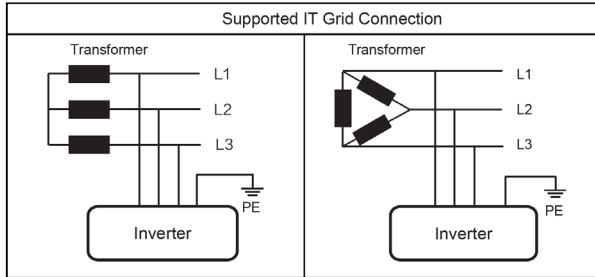 Supported IT Grid Connection
Transformer
L1
L2
L3
PE
Inverter
Transformer
L1
L2
L3
PE
Inverter